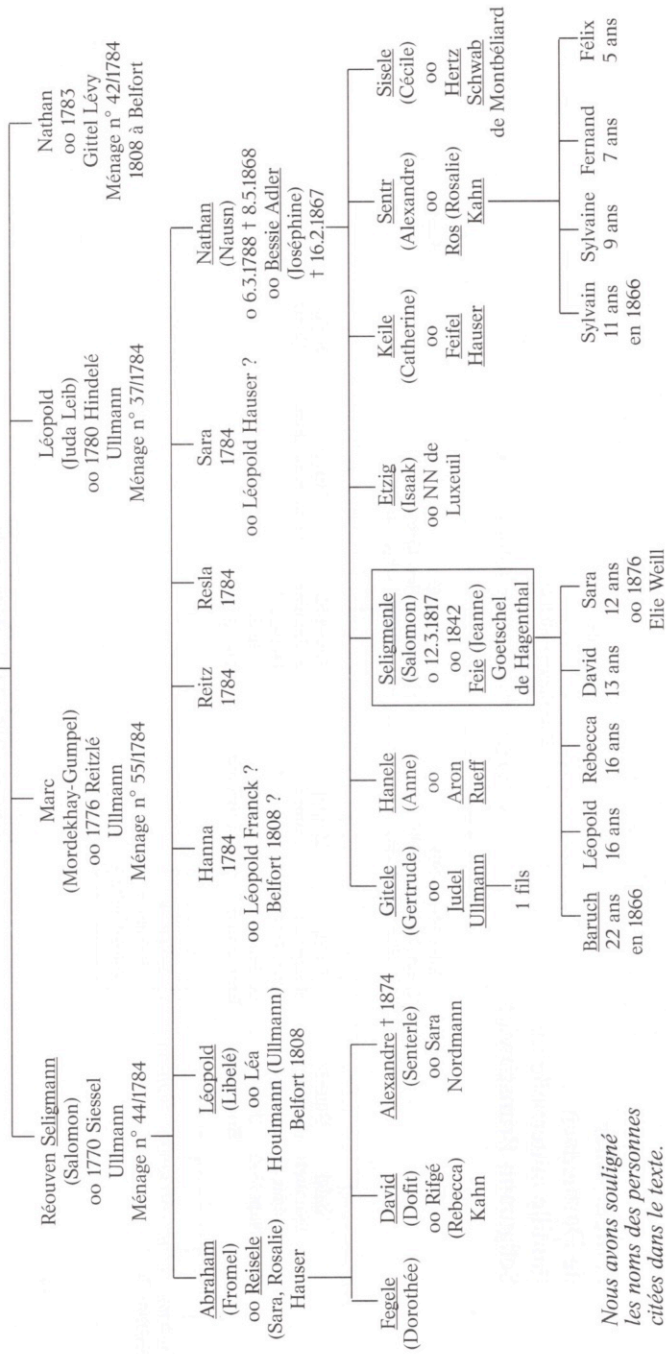 Réouven Seligmann
(Salomon)
oo 1770 Siessel
Ullmann
Ménage n° 44/1784
Marc
(Mordekhay-Gumpel)
oo 1776 Reitzlé
Ullmann
Ménage n° 55/1784
Léopold
(Juda Leib)
oo 1780 Hindelé
Ullmann
Ménage n° 37/1784
Nathan
oo 1783
Gittel Lévy
Ménage n° 42/1784
1808 à Belfort
Abraham
(Fromel)
oo Reisele
(Sara, Rosalie)
Hauser
Léopold
(Libelé)
oo Léa
Houlmann (Ullmann)
Belfort 1808
Hanna
1784
oo Léopold Franck ?
Belfort 1808 ?
Reitz
1784
Resla
1784
Sara
1784
oo Léopold Hauser ?
Nathan
(Nausn)
o 6.3.1788 † 8.5.1868
oo Bessie Adler
(Joséphine)
† 16.2.1867
Fegele
(Dorothée)
David
(Dofit)
oo Rifgé
(Rebecca)
Kahn
Alexandre † 1874
(Senterle)
oo Sara
Nordmann
Gitele
(Gertrude)
oo
Judel
Ullmann
1 fils
Hanele
(Anne)
oo
Aron
Rueff
Seligmenle
(Salomon)
o 12.3.1817
oo 1842
Feie (Jeanne)
Goetschel
de Hagenthal
Etzig
(Isaak)
oo NN de
Luxeuil
Keile
(Catherine)
oo
Feifel
Hauser
Sentr
(Alexandre)
oo
Ros (Rosalie)
Kahn
Sisele
(Cécile)
oo
Hertz
Schwab
de Montbéliard
Baruch
22 ans
en 1866
Léopold
16 ans
Rebecca
16 ans
David
13 ans
Sara
12 ans
oo 1876
Elie Weill
Sylvain
11 ans
en 1866
Sylvaine
9 ans
Fernand
7 ans
Félix
5 ans
Nous avons souligné
les noms des personnes
citées dans le texte.